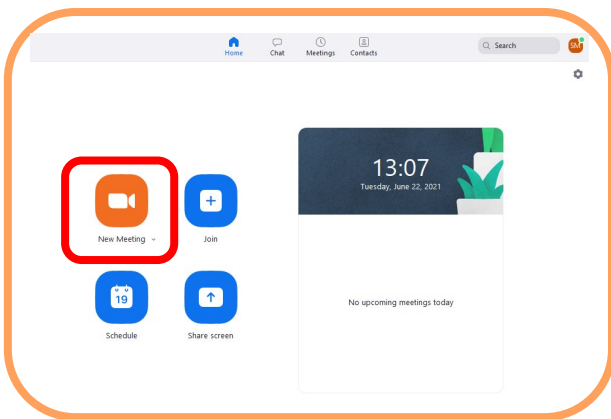 Home
Chat
Meetings
Contacts
Search
SM
13:07
Tuesday, June 22, 2021
New Meeting
Join
19
Schedule
Share screen
No upcoming meetings today